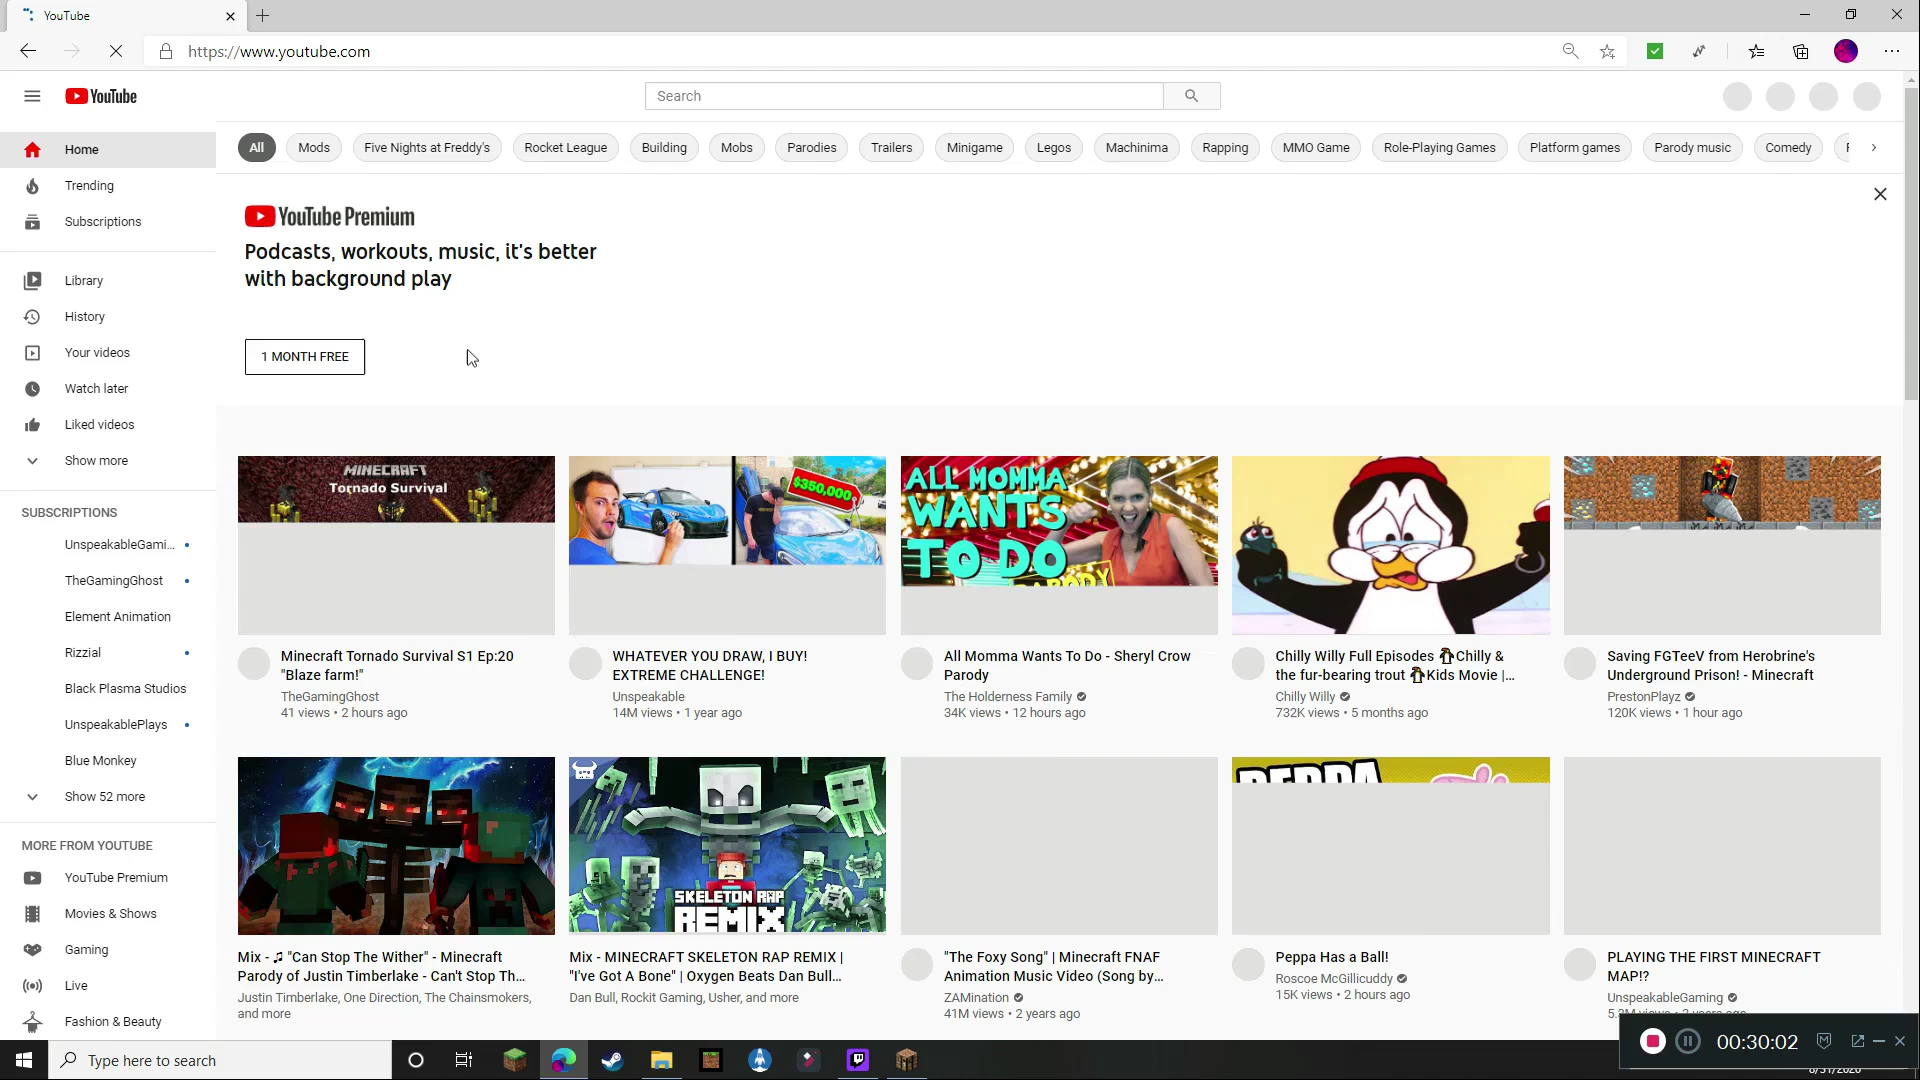 YouTube
https://www.youtube.com
YouTube
Search
All
Mods
Five Nights at Freddy's
Rocket League
Building
Mobs
Parodies
Trailers
Minigame
Legos
Machinima
Rapping
MMO Game
Role-Playing Games
Platform games
Parody music
Comedy
Home
Trending
Subscriptions
Library
History
Your videos
Watch later
Liked videos
Show more
SUBSCRIPTIONS
UnspeakableGami...
TheGamingGhost
Element Animation
Rizzial
Black Plasma Studios
UnspeakablePlays
Blue Monkey
Show 52 more
MORE FROM YOUTUBE
YouTube Premium
Movies & Shows
Gaming
Live
Fashion & Beauty
YouTube Premium
Podcasts, workouts, music, it's better
with background play
1 MONTH FREE
MINECRAFT
Tornado Survival
$350,000
ALL MOMMA
WANTS
TO DO
PARODY
Minecraft Tornado Survival S1 Ep:20
"Blaze farm!"
TheGamingGhost
41 views • 2 hours ago
WHATEVER YOU DRAW, I BUY!
EXTREME CHALLENGE!
Unspeakable
14M views • 1 year ago
All Momma Wants To Do - Sheryl Crow
Parody
The Holderness Family
34K views • 12 hours ago
Chilly Willy Full Episodes 🐧Chilly &
the fur-bearing trout 🐧Kids Movie |...
Chilly Willy
732K views • 5 months ago
Saving FGTeeV from Herobrine's
Underground Prison! - Minecraft
PrestonPlayz
120K views • 1 hour ago
SKELETON RAP
REMIX
PEPPA
Mix - ♫ "Can Stop The Wither" - Minecraft
Parody of Justin Timberlake - Can't Stop Th...
Justin Timberlake, One Direction, The Chainsmokers,
and more
Mix - MINECRAFT SKELETON RAP REMIX |
"I've Got A Bone" | Oxygen Beats Dan Bull...
Dan Bull, Rockit Gaming, Usher, and more
"The Foxy Song" | Minecraft FNAF
Animation Music Video (Song by...
ZAMination
41M views • 2 years ago
Peppa Has a Ball!
Roscoe McGillicuddy
15K views • 2 hours ago
PLAYING THE FIRST MINECRAFT
MAP!?
UnspeakableGaming
00:30:02
Type here to search
8/31/2020